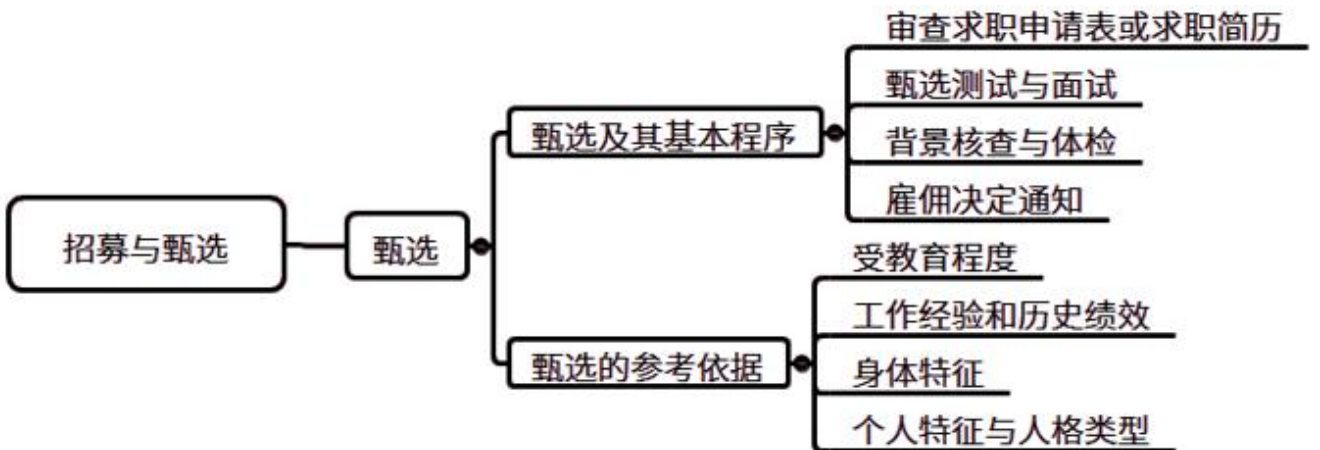 招募与甄选
甄选
甄选及其基本程序
审查求职申请表或求职简历
甄选测试与面试
背景核查与体检
雇佣决定通知
甄选的参考依据
受教育程度
工作经验和历史绩效
身体特征
个人特征与人格类型